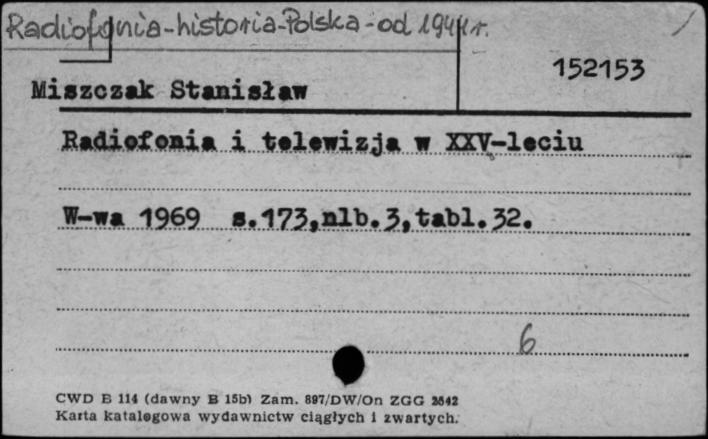 Radiofonia-historia-Polska-od 1944r.
152153
Miszczak Stanisław
Radiofonia i telewizja w XXV-leciu
W-wa 1969 s.173,nlb.3,tabl.32.
6
CWD B 114 (dawny B 15b) Zam. 897/DW/On ZGG 2642
Karta katalogowa wydawnictw ciągłych i zwartych.